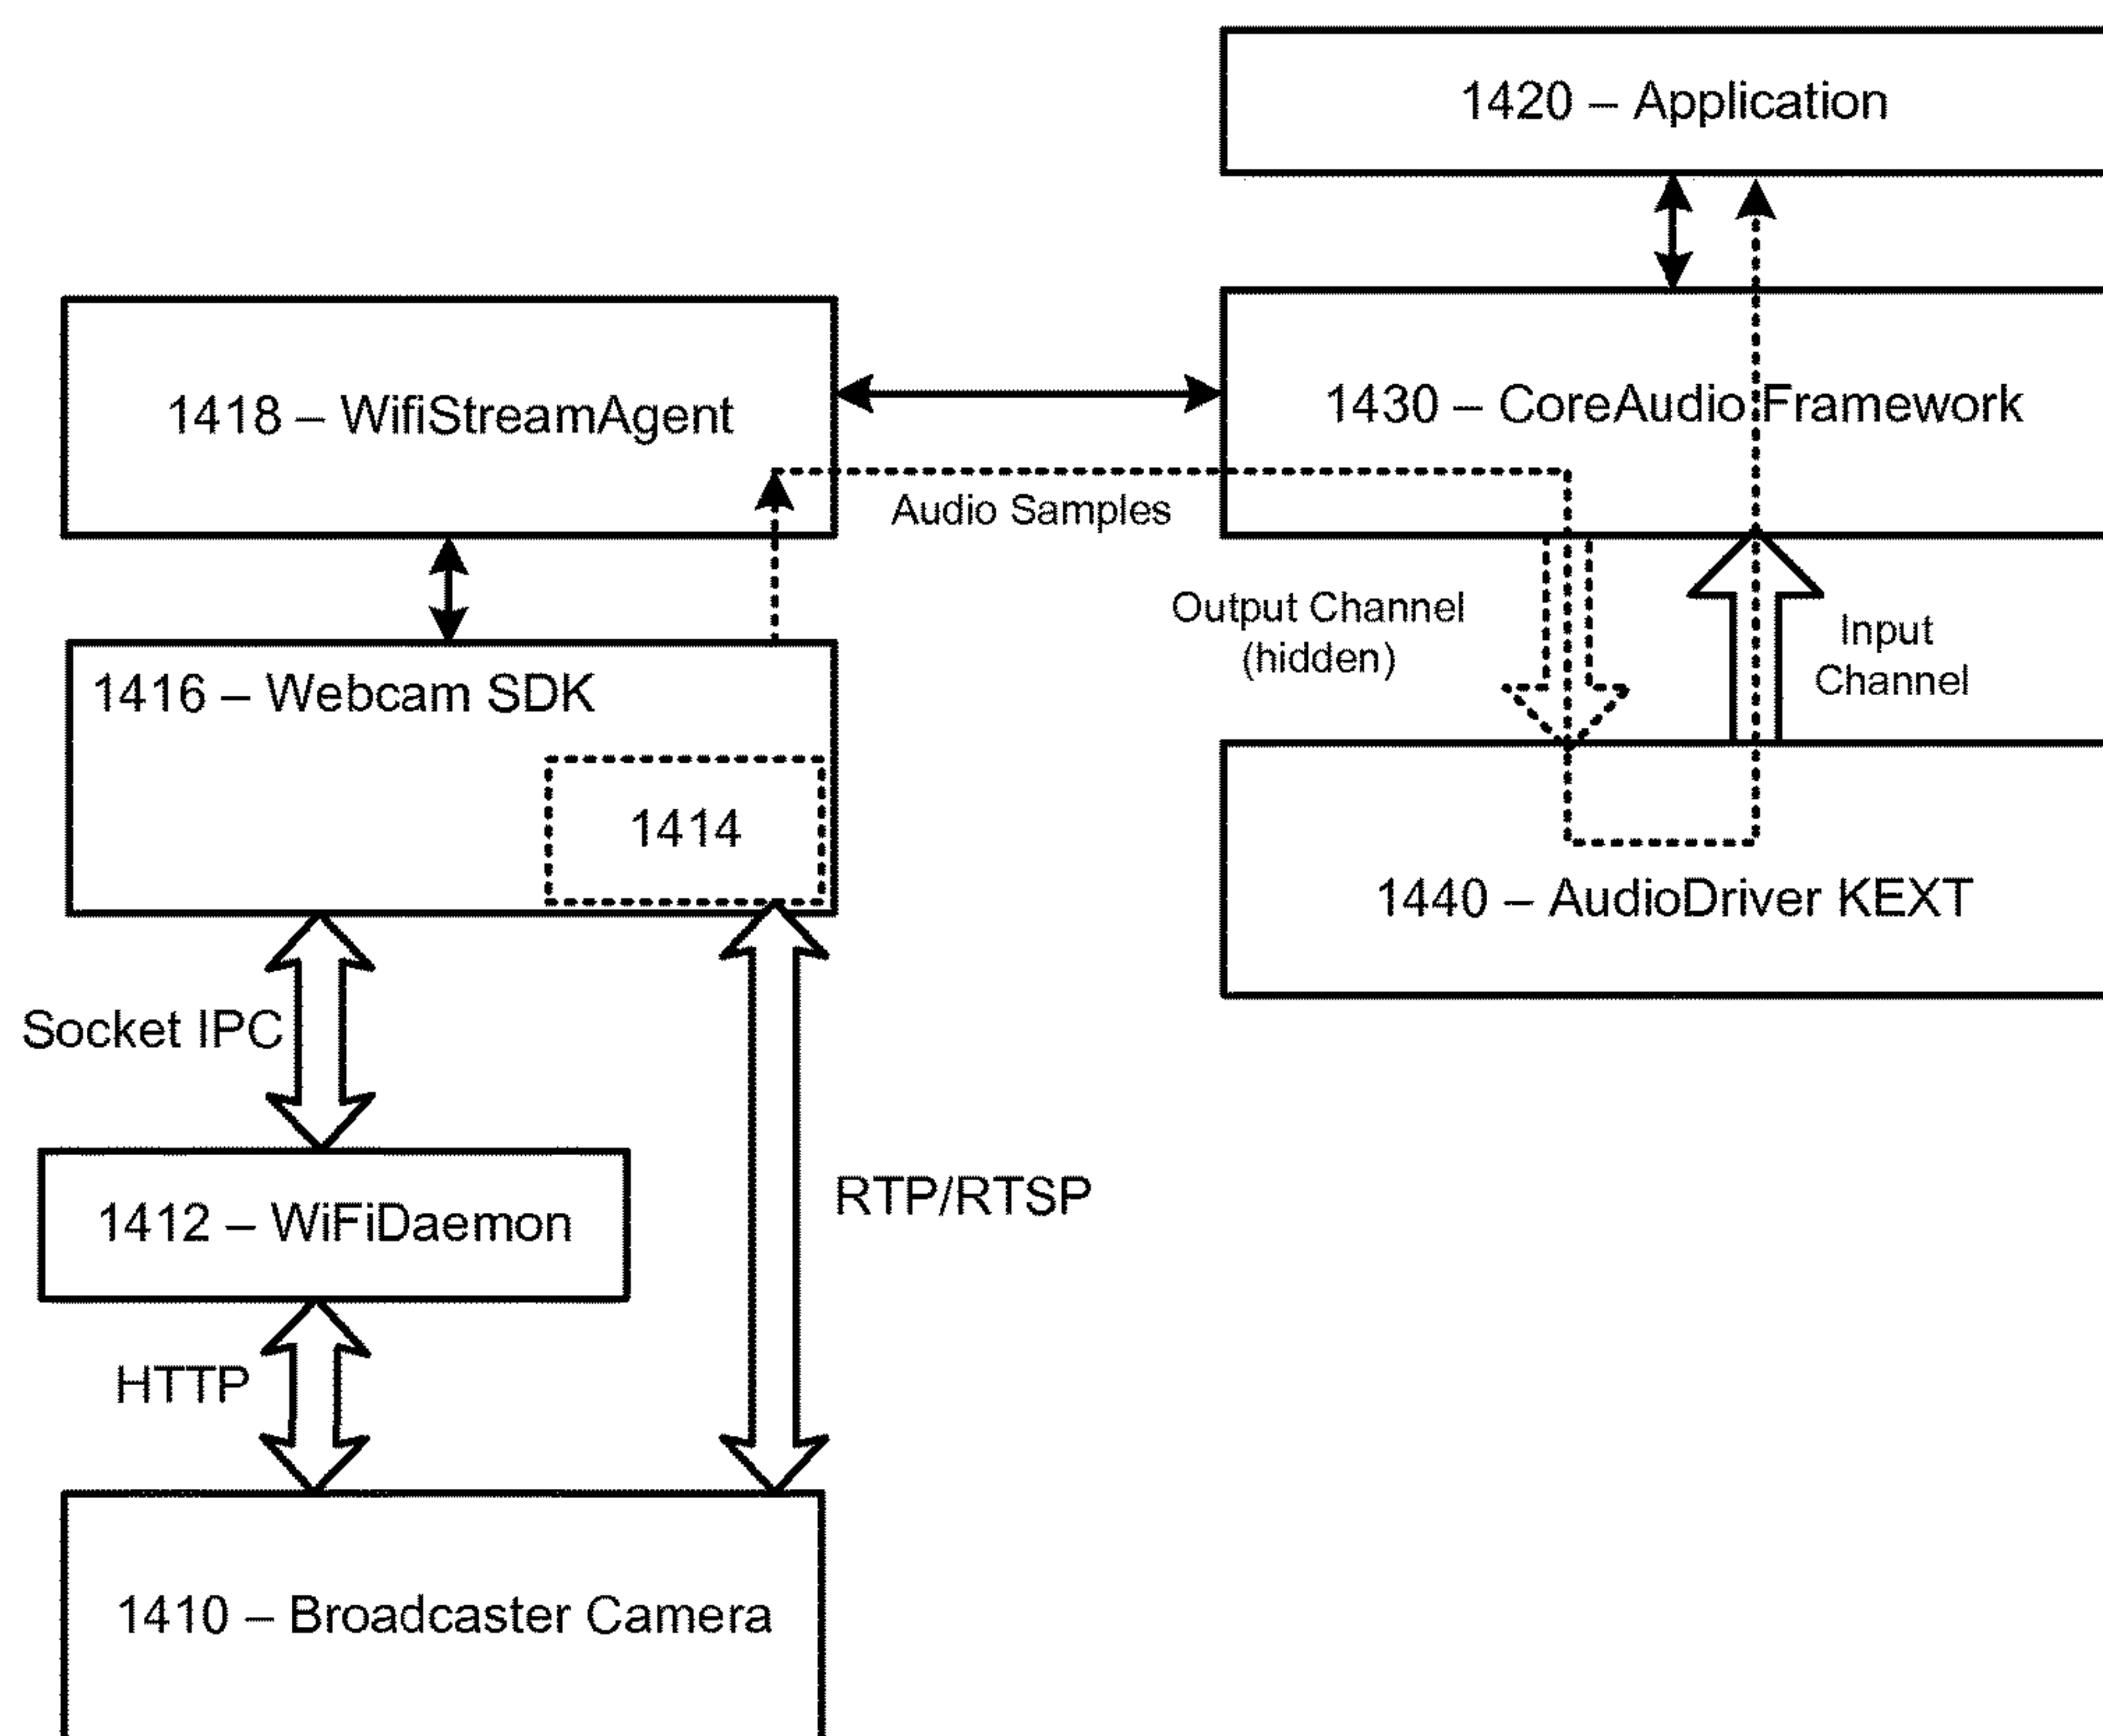 1420 – Application
1418 – WifiStreamAgent
1430 – CoreAudio Framework
Audio Samples
Output Channel
(hidden)
Input
Channel
1416 – Webcam SDK
1414
1440 – AudioDriver KEXT
Socket IPC
1412 – WiFiDaemon
RTP/RTSP
HTTP
1410 – Broadcaster Camera